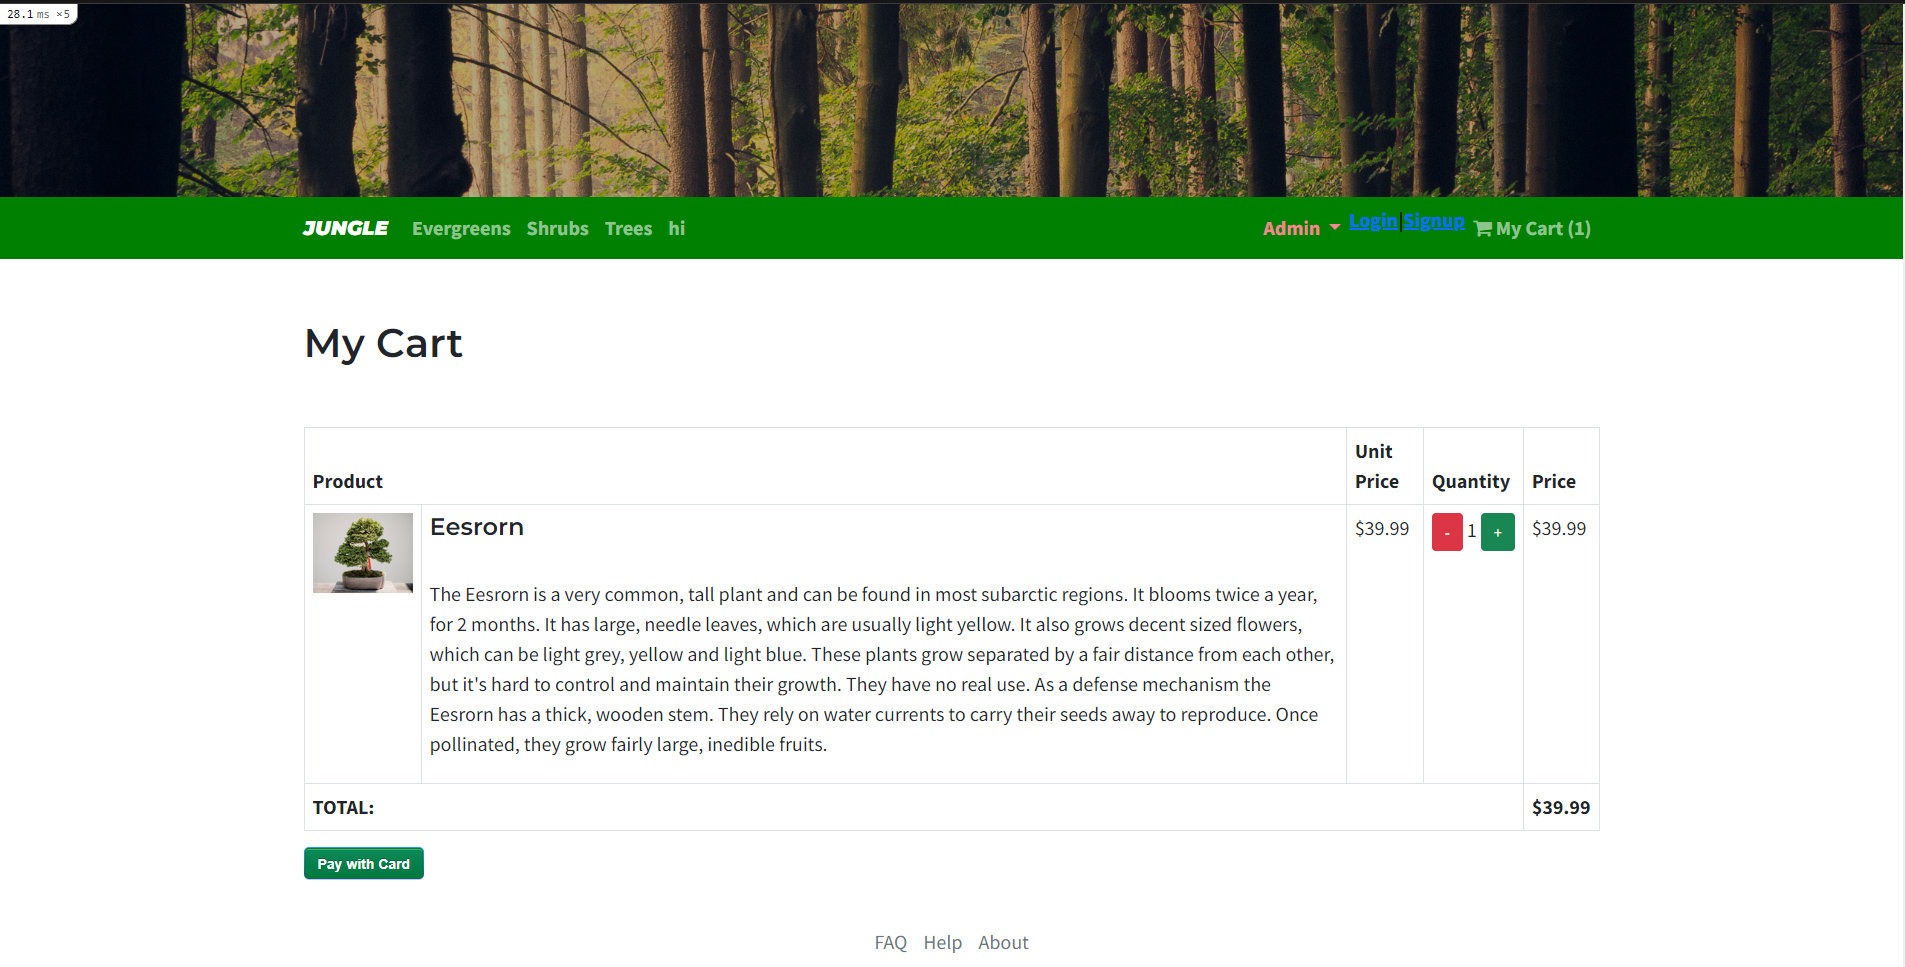 28.1 ms ×5
JUNGLE Evergreens Shrubs Trees hi Admin Login|Signup My Cart (1)
My Cart
Product Unit Price Quantity Price
Eesrorn $39.99 - 1 + $39.99
The Eesrorn is a very common, tall plant and can be found in most subarctic regions. It blooms twice a year,
for 2 months. It has large, needle leaves, which are usually light yellow. It also grows decent sized flowers,
which can be light grey, yellow and light blue. These plants grow separated by a fair distance from each other,
but it's hard to control and maintain their growth. They have no real use. As a defense mechanism the
Eesrorn has a thick, wooden stem. They rely on water currents to carry their seeds away to reproduce. Once
pollinated, they grow fairly large, inedible fruits.
TOTAL: $39.99
Pay with Card
FAQ Help About